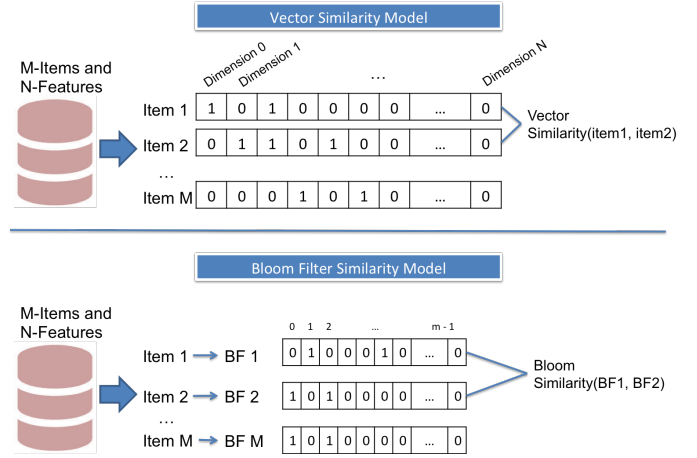 Vector Similarity Model
M-Items and
N-Features
Dimension 0
Dimension 1
...
Dimension N
Item 1 1 0 1 0 0 0 0 ... 0
Item 2 0 1 1 0 1 0 0 ... 0
...
Item M 0 0 0 1 0 1 0 ... 0
Vector
Similarity(item1, item2)
Bloom Filter Similarity Model
M-Items and
N-Features
0 1 2 ... m - 1
Item 1 BF 1 0 1 0 0 0 1 0 ... 0
Item 2 BF 2 1 0 1 0 0 0 0 ... 0
...
Item M BF M 1 0 1 0 0 0 0 ... 0
Bloom
Similarity(BF1, BF2)